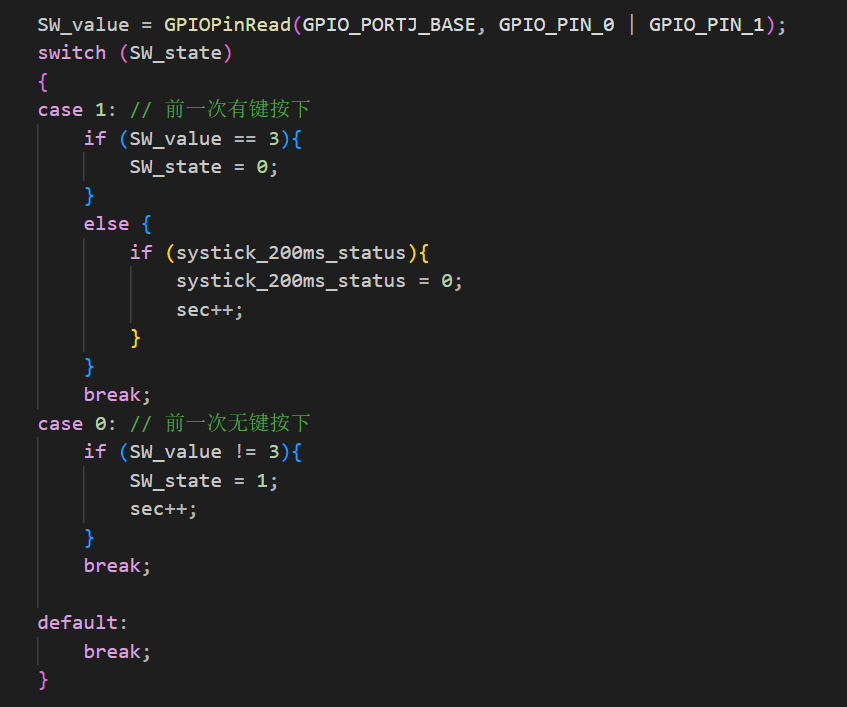 SW_value = GPIOPinRead(GPIO_PORTJ_BASE, GPIO_PIN_0 | GPIO_PIN_1);
switch (SW_state)
{
case 1: // 前一次有键按下
    if (SW_value == 3){
        SW_state = 0;
    }
    else {
        if (systick_200ms_status){
            systick_200ms_status = 0;
            sec++;
        }
    }
    break;
case 0: // 前一次无键按下
    if (SW_value != 3){
        SW_state = 1;
        sec++;
    }
    break;
default:
    break;
}